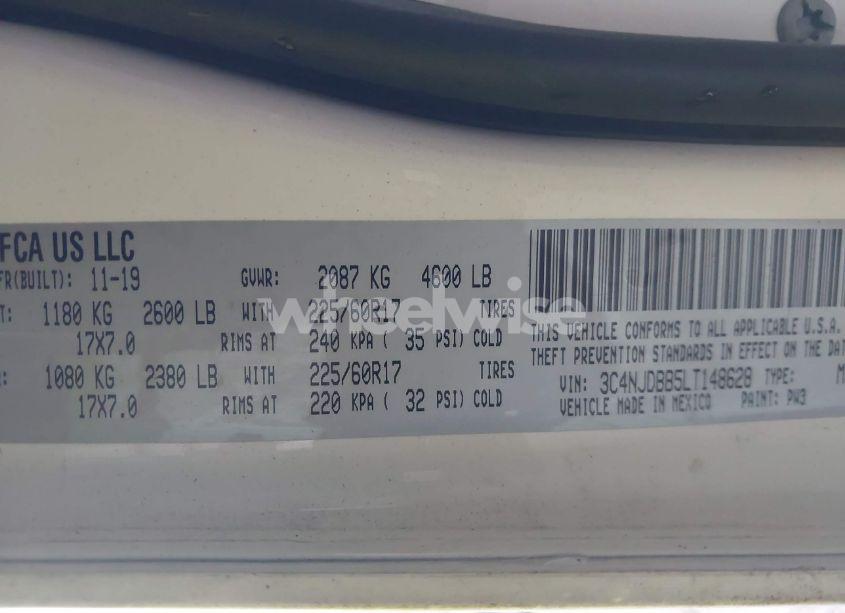 FCA US LLC
FR(BUILT): 11-19 GVWR: 2087 KG 4600 LB
T: 1180 KG 2600 LB WITH 225/60R17 TIRES
17X7.0 RIMS AT 240 KPA ( 35 PSI) COLD
: 1080 KG 2380 LB WITH 225/60R17 TIRES
17X7.0 RIMS AT 220 KPA ( 32 PSI) COLD
THIS VEHICLE CONFORMS TO ALL APPLICABLE U.S.A.
THEFT PREVENTION STANDARDS IN EFFECT ON THE DAT
VIN: 3C4NJDBB5LT148628 TYPE: M
VEHICLE MADE IN MEXICO PAINT: PW3
wheelwise